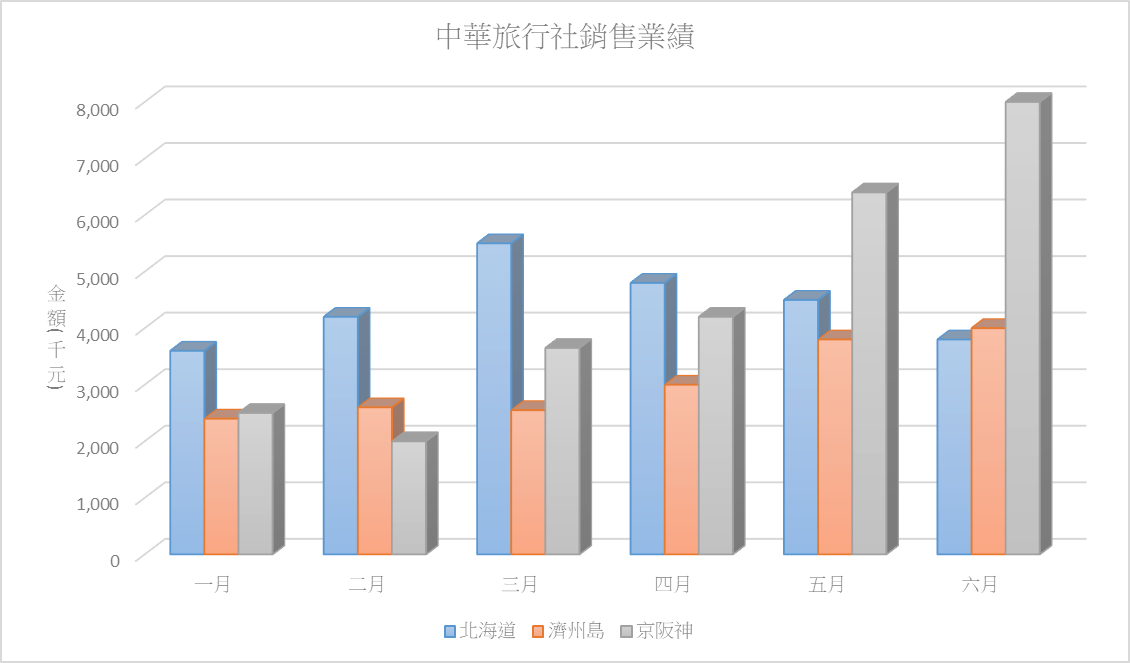 中華旅行社銷售業績
金額(千元)
8,000
7,000
6,000
5,000
4,000
3,000
2,000
1,000
0
一月 二月 三月 四月 五月 六月
北海道 濟州島 京阪神